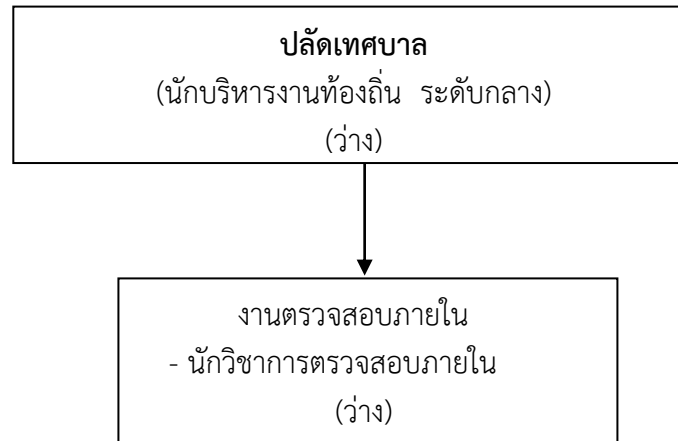 ปลัดเทศบาล
(นักบริหารงานท้องถิ่น ระดับกลาง)
(ว่าง)
งานตรวจสอบภายใน
- นักวิชาการตรวจสอบภายใน
(ว่าง)